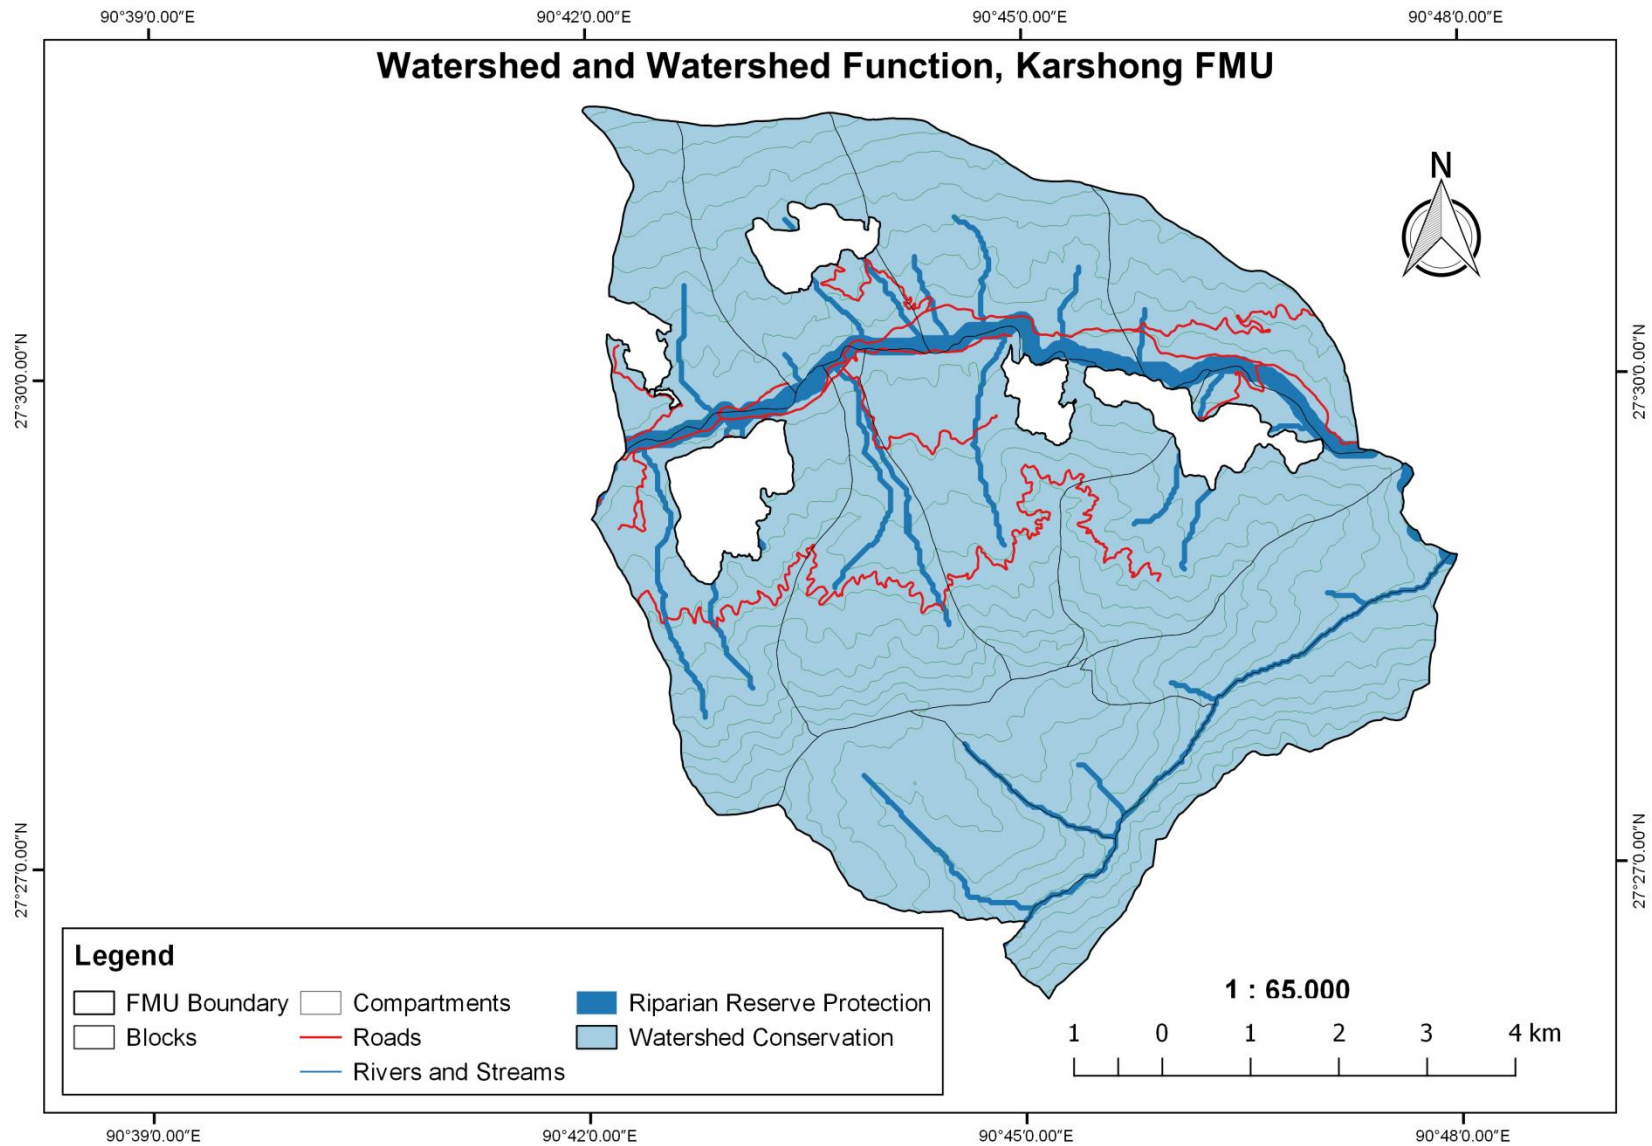 90°39'0.00"E 90°42'0.00"E 90°45'0.00"E 90°48'0.00"E
Watershed and Watershed Function, Karshong FMU
N
27°30'0.00"N 27°30'0.00"N
27°27'0.00"N 27°27'0.00"N
Legend
FMU Boundary Compartments Riparian Reserve Protection
Blocks Roads Watershed Conservation
Rivers and Streams
1 : 65.000
1 0 1 2 3 4 km
90°39'0.00"E 90°42'0.00"E 90°45'0.00"E 90°48'0.00"E